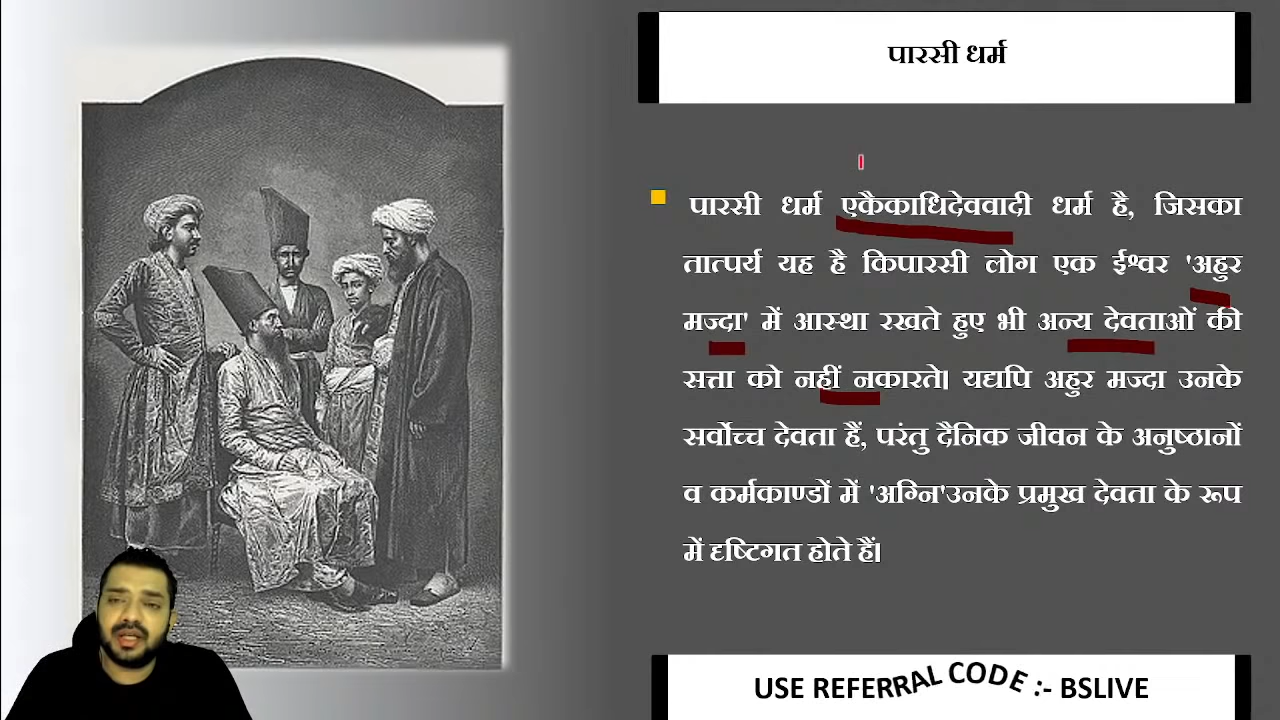 पारसी धर्म
पारसी धर्म एकैकाधिदेववादी धर्म है, जिसका
तात्पर्य यह है किपारसी लोग एक ईश्वर 'अहुर
मज्दा' में आस्था रखते हुए भी अन्य देवताओं की
सत्ता को नहीं नकारते। यद्यपि अहुर मज्दा उनके
सर्वोच्च देवता हैं, परंतु दैनिक जीवन के अनुष्ठानों
व कर्मकाण्डों में 'अग्नि'उनके प्रमुख देवता के रूप
में दृष्टिगत होते हैं।
USE REFERRAL CODE :- BSLIVE